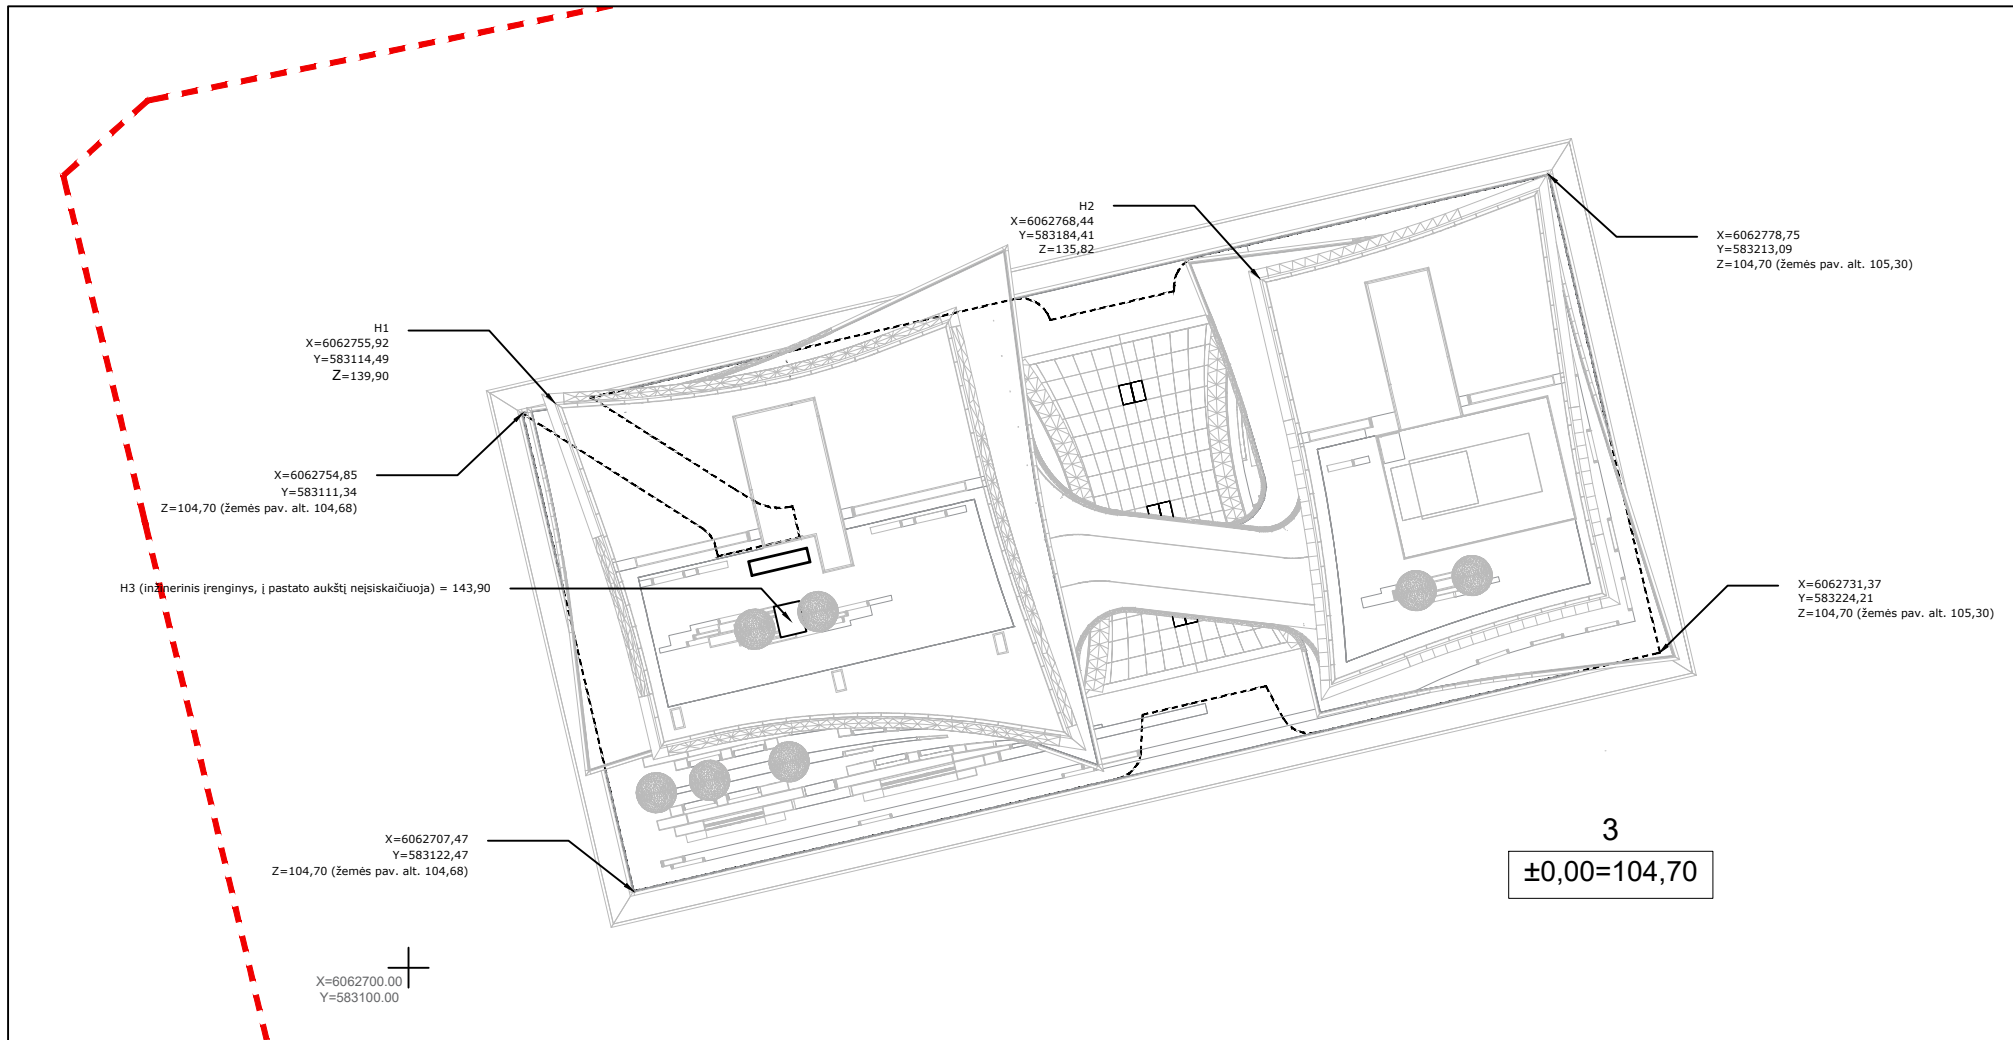 H2
X=6062768,44
Y=583184,41
Z=135,82
X=6062778,75
Y=583213,09
Z=104,70 (žemės pav. alt. 105,30)
H1
X=6062755,92
Y=583114,49
Z=139,90
X=6062754,85
Y=583111,34
Z=104,70 (žemės pav. alt. 104,68)
H3 (inžinerinis įrenginys, į pastato aukštį neįsiskaičiuoja) = 143,90
X=6062731,37
Y=583224,21
Z=104,70 (žemės pav. alt. 105,30)
X=6062707,47
Y=583122,47
Z=104,70 (žemės pav. alt. 104,68)
3
±0,00=104,70
X=6062700.00
Y=583100.00